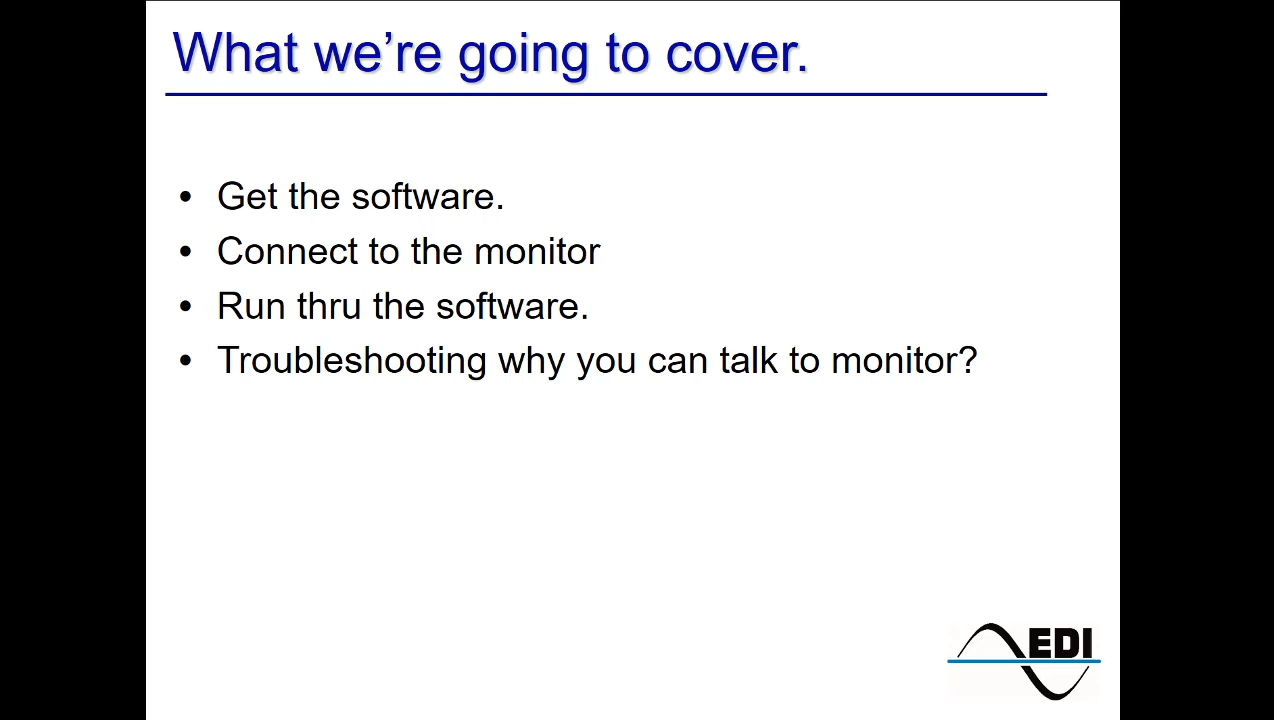 What we’re going to cover.
• Get the software.
• Connect to the monitor
• Run thru the software.
• Troubleshooting why you can talk to monitor?
EDI